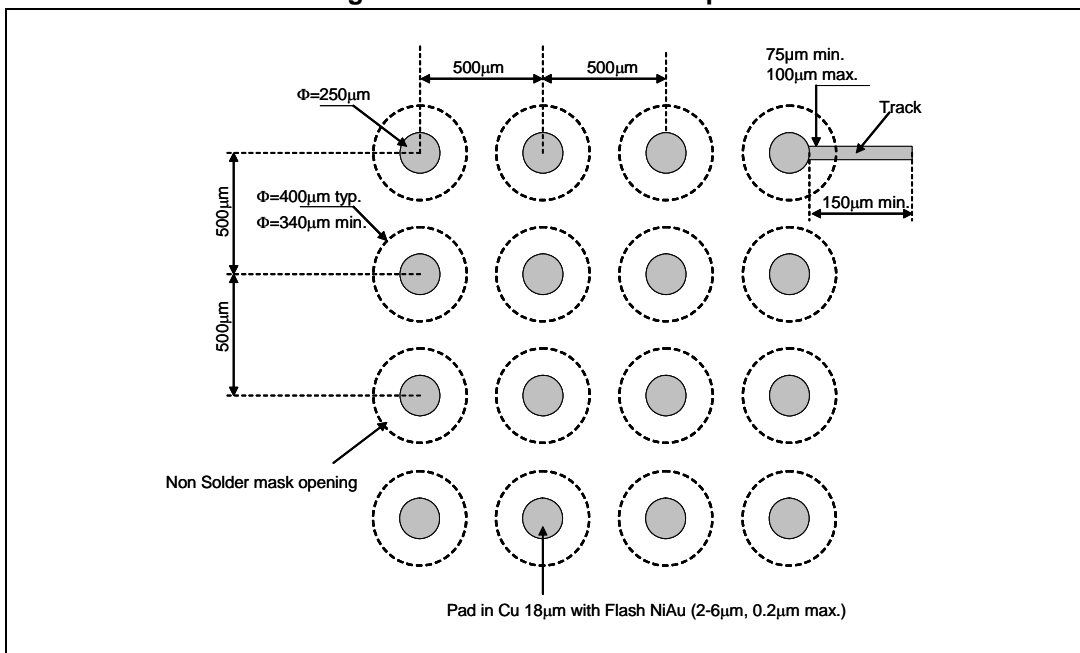 500μm
500μm
75μm min.
100μm max.
Φ=250μm
Track
500μm
Φ=400μm typ.
Φ=340μm min.
150μm min.
500μm
Non Solder mask opening
Pad in Cu 18μm with Flash NiAu (2-6μm, 0.2μm max.)